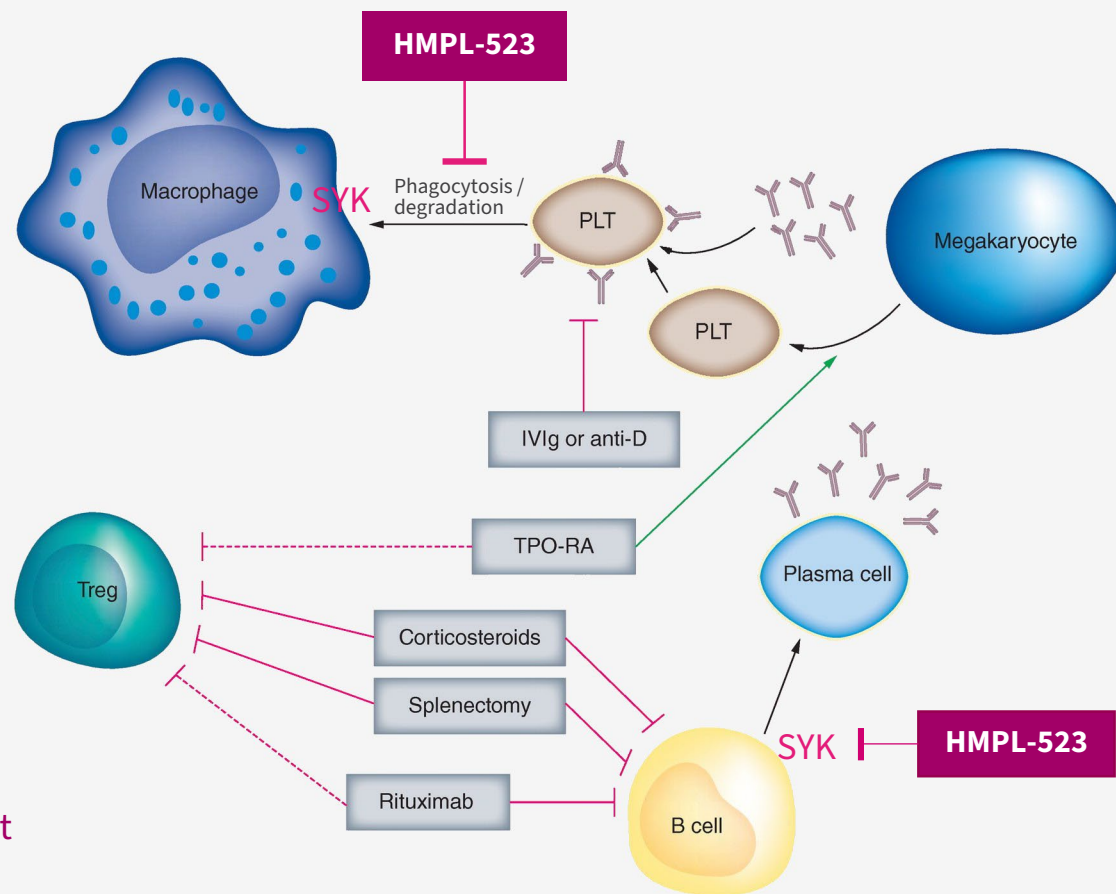 HMPL-523
Macrophage
SYK
Phagocytosis /
degradation
PLT
Megakaryocyte
PLT
IVIg or anti-D
TPO-RA
Treg
Plasma cell
Corticosteroids
Splenectomy
SYK
HMPL-523
Rituximab
B cell
t